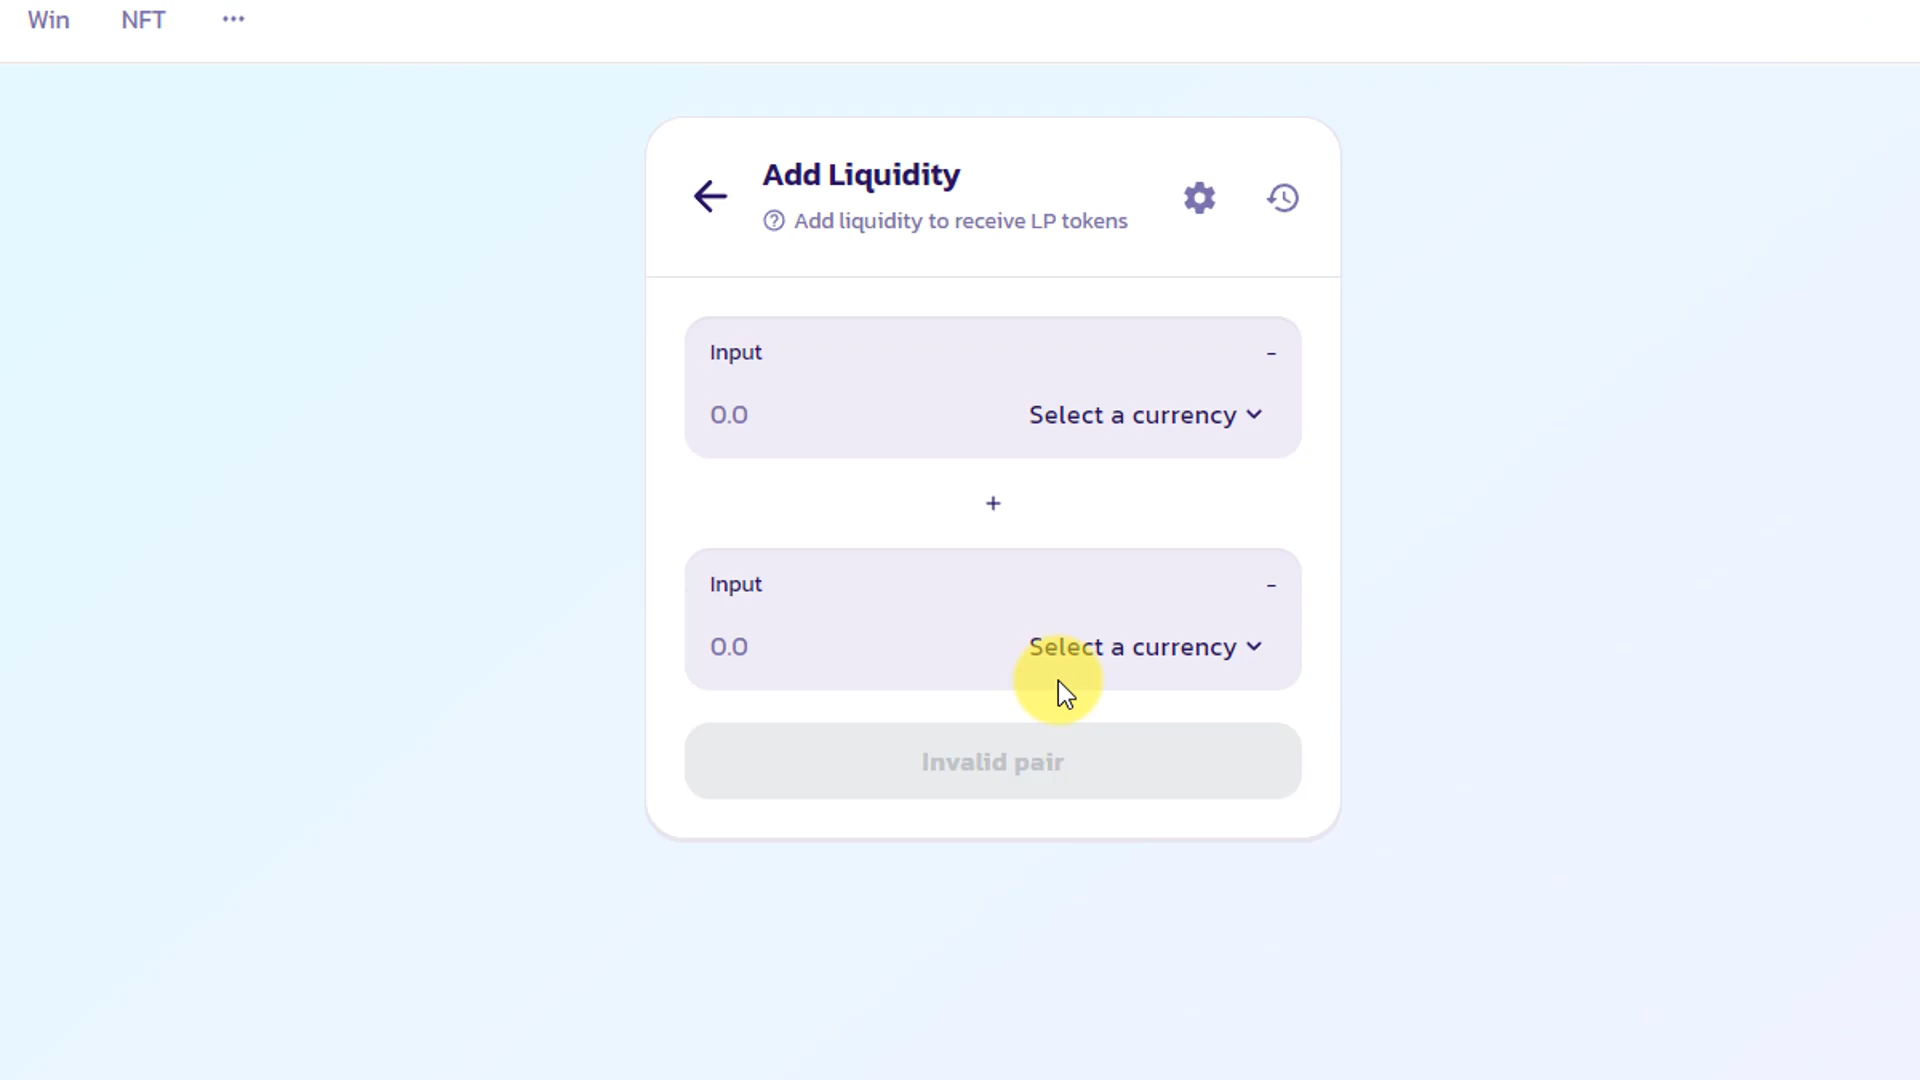 Win NFT ...
Add Liquidity
Add liquidity to receive LP tokens
Input -
0.0 Select a currency
+
Input -
0.0 Select a currency
Invalid pair